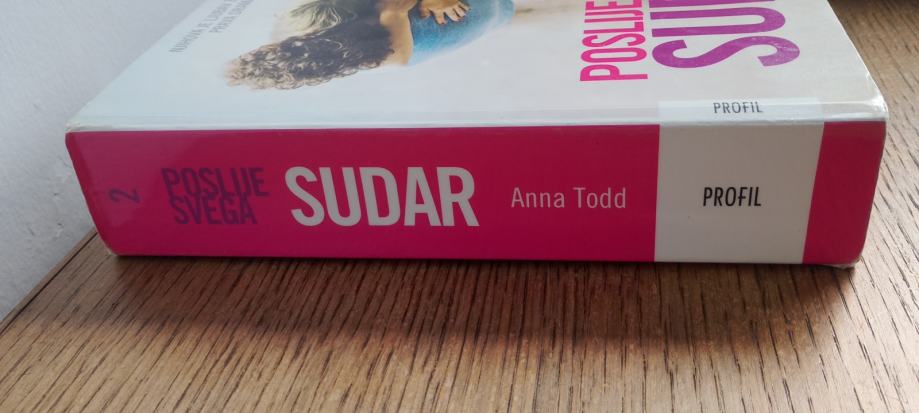 POSLIJE
SU
PROFIL
2
POSLIJE
SVEGA
SUDAR
Anna Todd
PROFIL